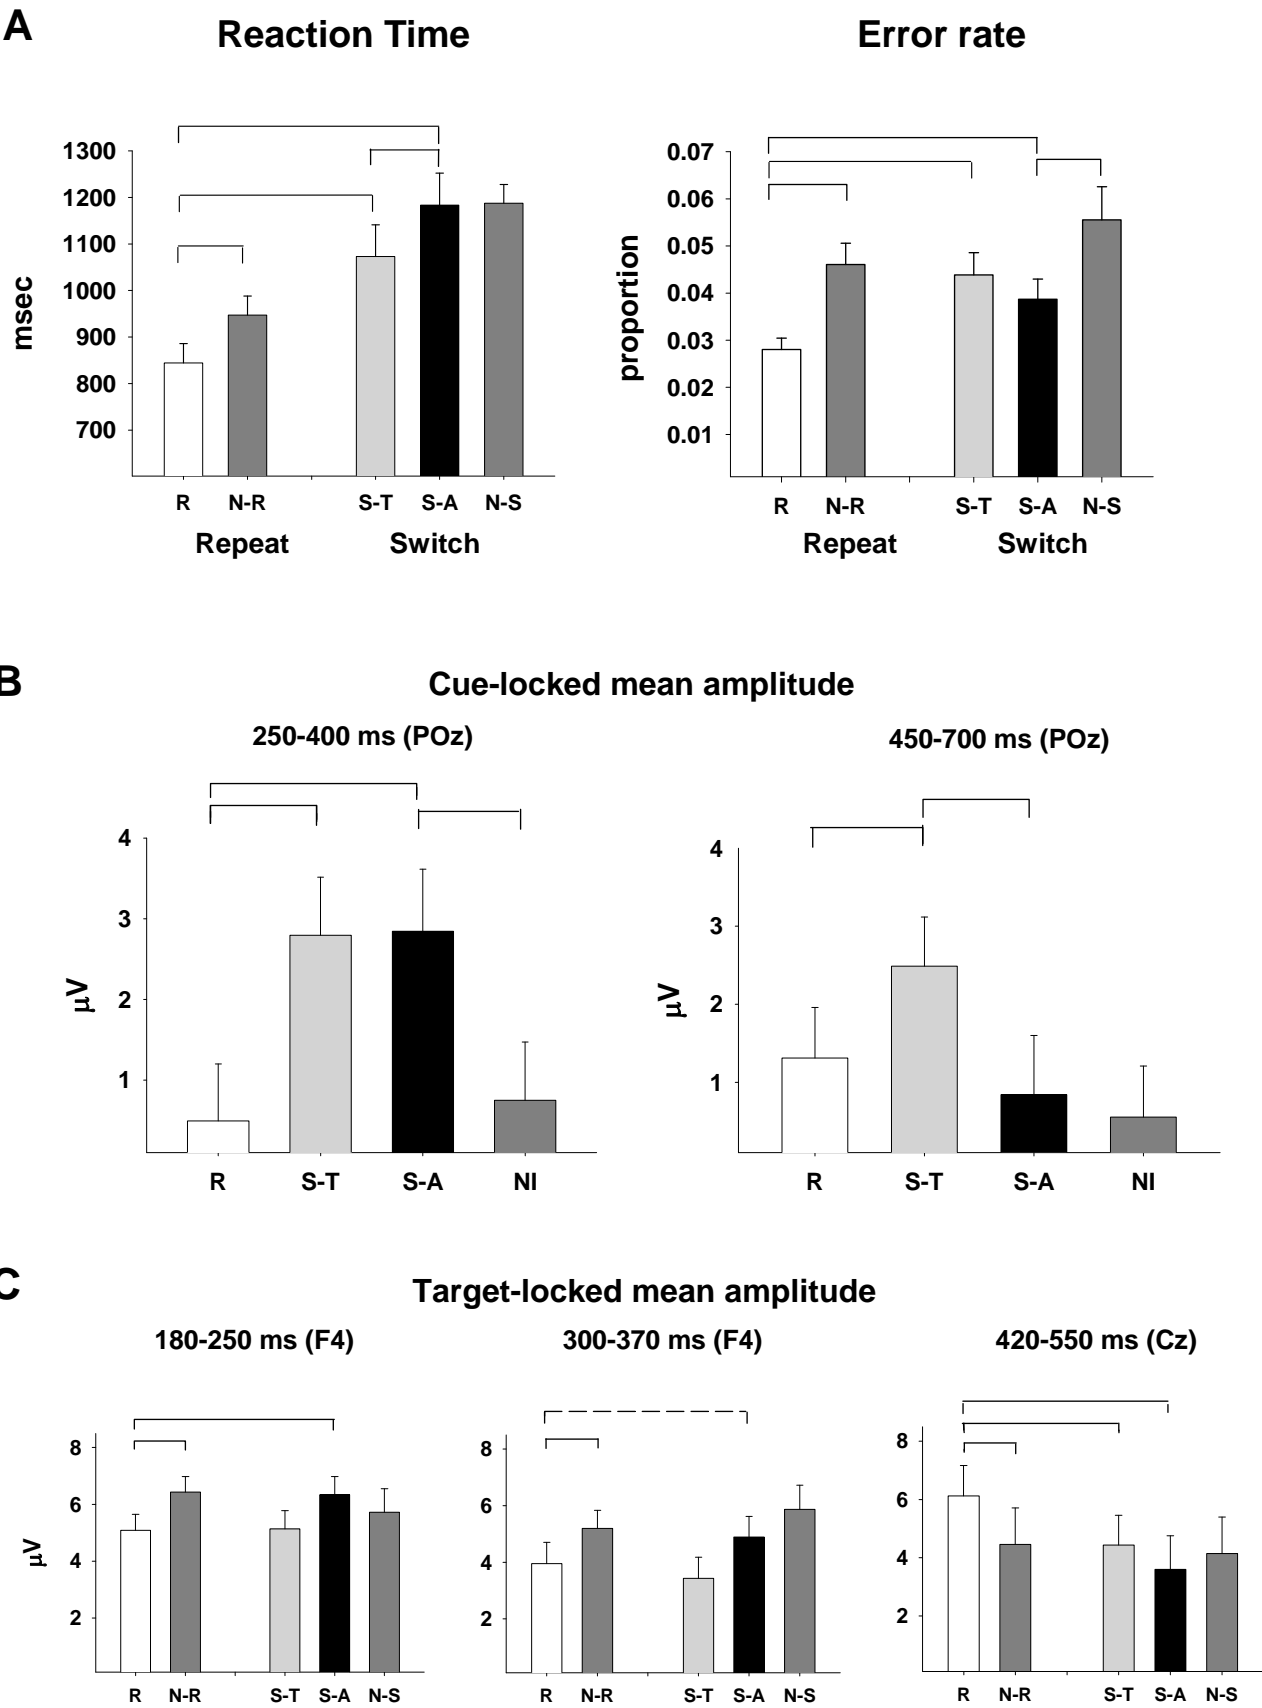 A
Reaction Time
Error rate
1300
1200
1100
1000
900
800
700
msec
R N-R S-T S-A N-S
Repeat Switch
0.07
0.06
0.05
0.04
0.03
0.02
0.01
proportion
R N-R S-T S-A N-S
Repeat Switch
B
Cue-locked mean amplitude
250-400 ms (POz)
4
3
2
1
μV
R S-T S-A NI
450-700 ms (POz)
4
3
2
1
μV
R S-T S-A NI
C
Target-locked mean amplitude
180-250 ms (F4)
8
6
4
2
μV
R N-R S-T S-A N-S
300-370 ms (F4)
8
6
4
2
R N-R S-T S-A N-S
420-550 ms (Cz)
8
6
4
2
R N-R S-T S-A N-S